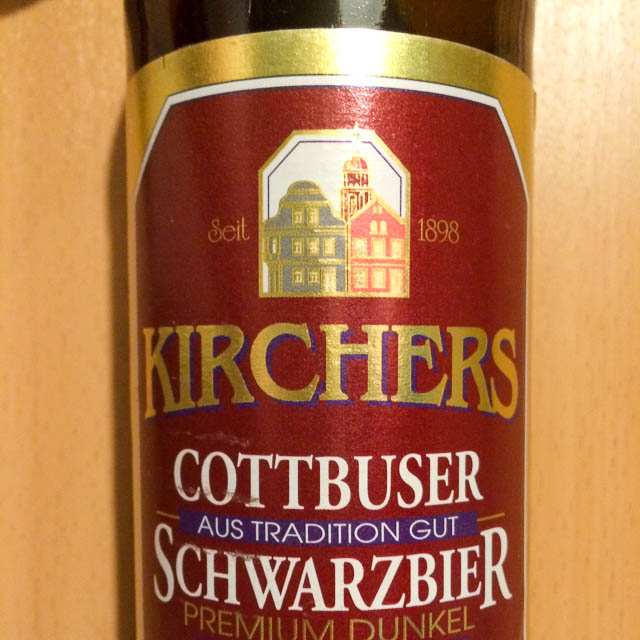 Seit 1898
KIRCHERS
COTTBUSER
AUS TRADITION GUT
SCHWARZBIER
PREMIUM DUNKEL